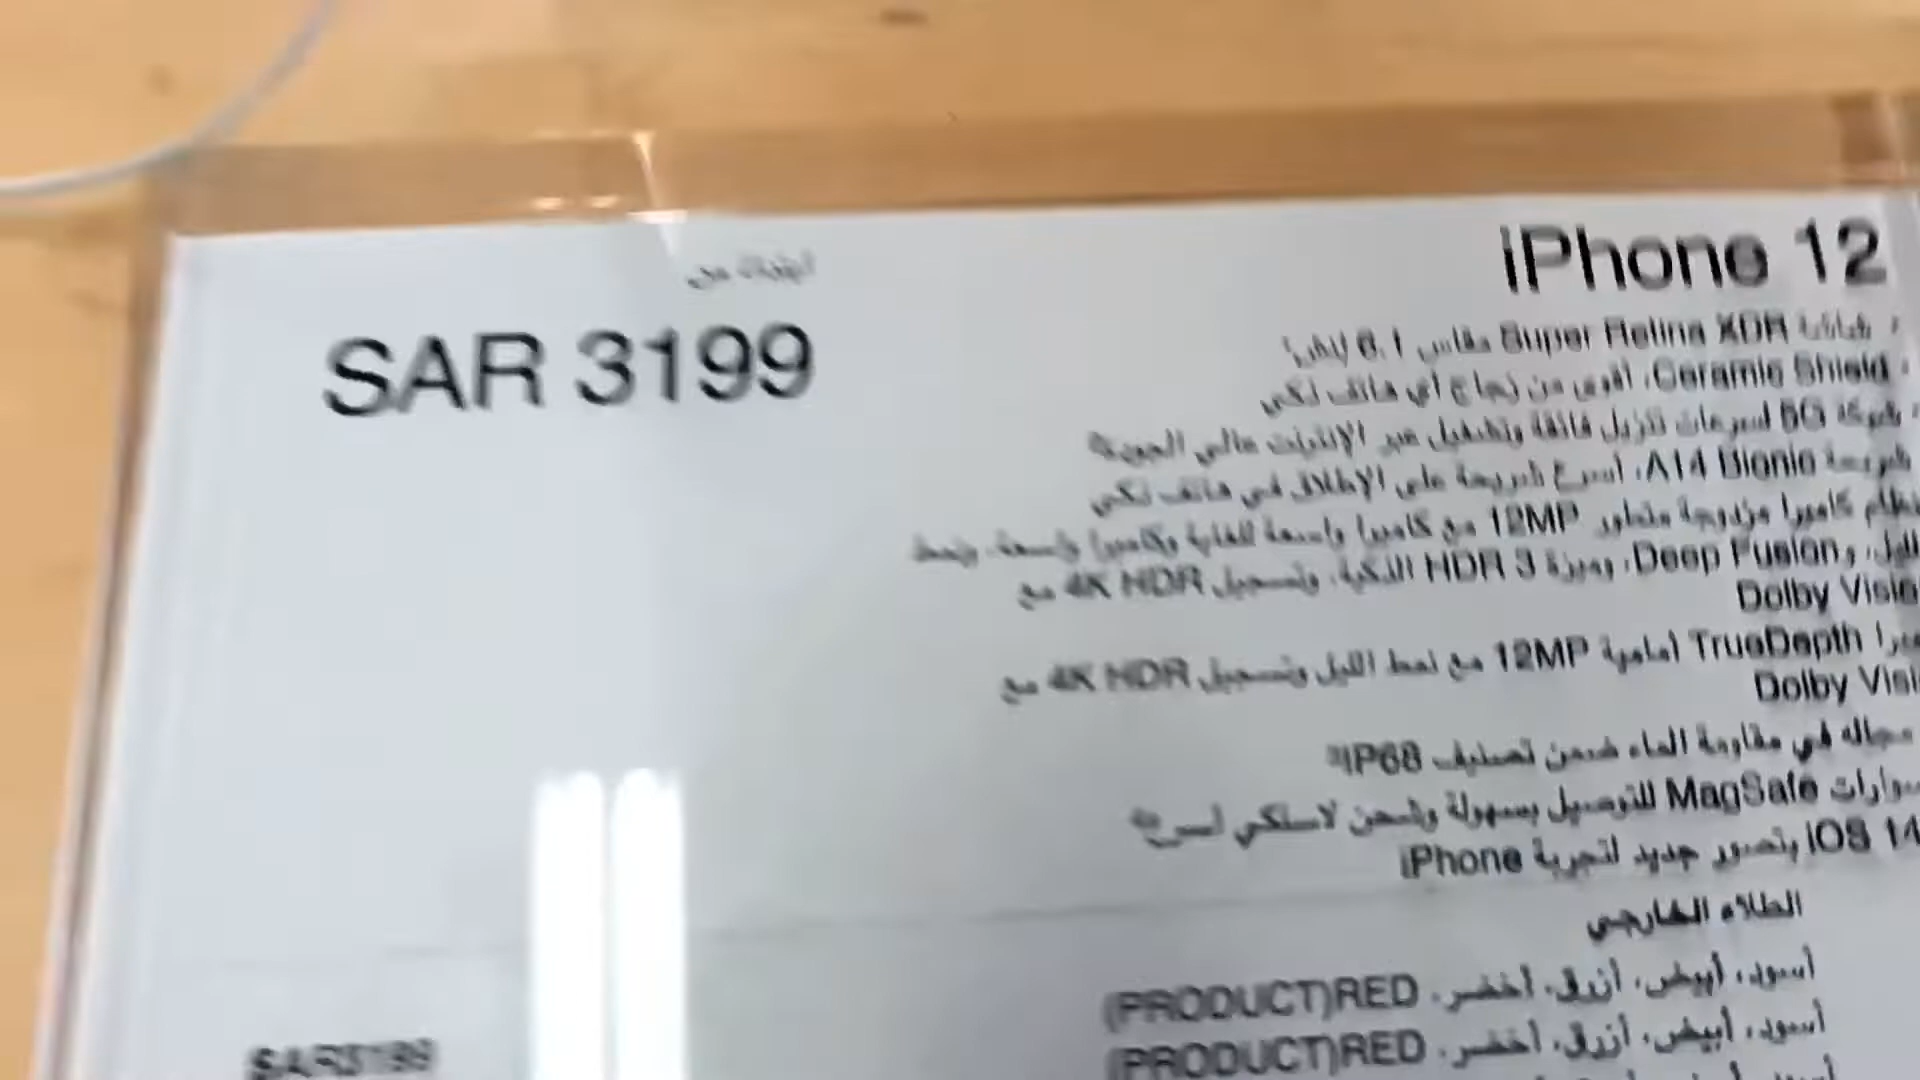 iPhone 12
ابتداءً من
SAR 3199
شاشة Super Retina XDR مقاس 6.1 إنش
Ceramic Shield، أقوى من زجاج أي هاتف ذكي
شبكة 5G لسرعات تنزيل فائقة وتشغيل عبر الإنترنت عالي الجودة
شريحة A14 Bionic، أسرع شريحة على الإطلاق في هاتف ذكي
نظام كاميرا مزدوجة متطور 12MP مع كاميرا واسعة للغاية وكاميرا واسعة، ونمط
الليل، و Deep Fusion، وميزة HDR 3 الذكية، وتسجيل 4K HDR مع
Dolby Visio
TrueDepth أمامية 12MP مع نمط الليل وتسجيل 4K HDR مع
Dolby Visi
مجاله في مقاومة الماء ضمن تصنيف IP68
MagSafe للتوصيل بسهولة وشحن لاسلكي أسرع
iOS 14 بتصور جديد لتجربة iPhone
الطلاء الخارجي
أسود، أبيض، أزرق، أخضر، (PRODUCT)RED
SAR3199
أسود، أبيض، أزرق، أخضر، (PRODUCT)RED